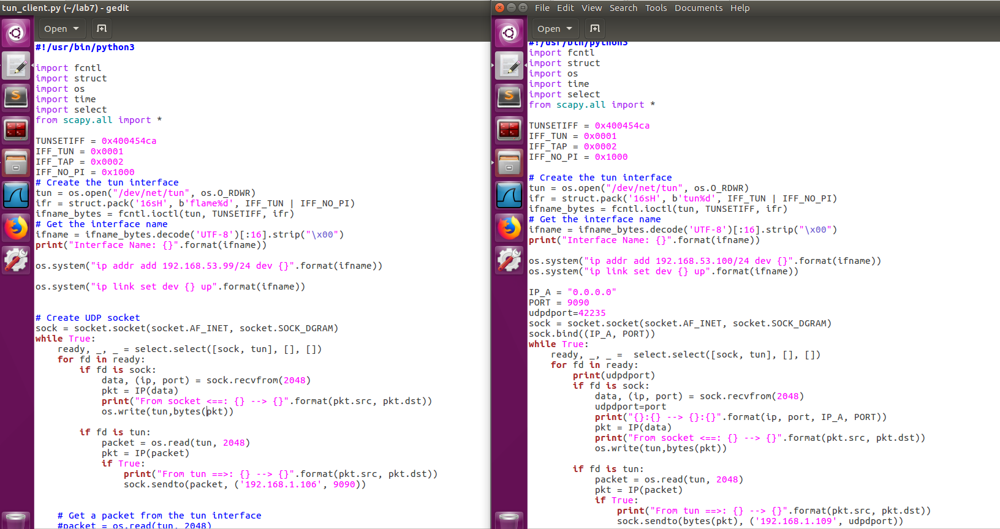 tun_client.py (~/lab7) - gedit
Open
#!/usr/bin/python3
import fcntl
import struct
import os
import time
import select
from scapy.all import *
TUNSETIFF = 0x400454ca
IFF_TUN = 0x0001
IFF_TAP = 0x0002
IFF_NO_PI = 0x1000
# Create the tun interface
tun = os.open("/dev/net/tun", os.O_RDWR)
ifr = struct.pack('16sH', b'flame%d', IFF_TUN | IFF_NO_PI)
ifname_bytes = fcntl.ioctl(tun, TUNSETIFF, ifr)
# Get the interface name
ifname = ifname_bytes.decode('UTF-8')[:16].strip("\x00")
print("Interface Name: {}".format(ifname))
os.system("ip addr add 192.168.53.99/24 dev {}".format(ifname))
os.system("ip link set dev {} up".format(ifname))
# Create UDP socket
sock = socket.socket(socket.AF_INET, socket.SOCK_DGRAM)
while True:
    ready, _, _ = select.select([sock, tun], [], [])
    for fd in ready:
        if fd is sock:
            data, (ip, port) = sock.recvfrom(2048)
            pkt = IP(data)
            print("From socket <==: {} --> {}".format(pkt.src, pkt.dst))
            os.write(tun,bytes(pkt))
        if fd is tun:
            packet = os.read(tun, 2048)
            pkt = IP(packet)
            if True:
                print("From tun ==>: {} --> {}".format(pkt.src, pkt.dst))
                sock.sendto(packet, ('192.168.1.106', 9090))
    # Get a packet from the tun interface
    #packet = os.read(tun, 2048)
File Edit View Search Tools Documents Help
Open
#!/usr/bin/python3
import fcntl
import struct
import os
import time
import select
from scapy.all import *
TUNSETIFF = 0x400454ca
IFF_TUN = 0x0001
IFF_TAP = 0x0002
IFF_NO_PI = 0x1000
# Create the tun interface
tun = os.open("/dev/net/tun", os.O_RDWR)
ifr = struct.pack('16sH', b'tun%d', IFF_TUN | IFF_NO_PI)
ifname_bytes = fcntl.ioctl(tun, TUNSETIFF, ifr)
# Get the interface name
ifname = ifname_bytes.decode('UTF-8')[:16].strip("\x00")
print("Interface Name: {}".format(ifname))
os.system("ip addr add 192.168.53.100/24 dev {}".format(ifname))
os.system("ip link set dev {} up".format(ifname))
IP_A = "0.0.0.0"
PORT = 9090
udpdport=42235
sock = socket.socket(socket.AF_INET, socket.SOCK_DGRAM)
sock.bind((IP_A, PORT))
while True:
    ready, _, _ =  select.select([sock, tun], [], [])
    for fd in ready:
        print(udpdport)
        if fd is sock:
            data, (ip, port) = sock.recvfrom(2048)
            udpdport=port
            print("{}:{} --> {}:{}".format(ip, port, IP_A, PORT))
            pkt = IP(data)
            print("From socket <==: {} --> {}".format(pkt.src, pkt.dst))
            os.write(tun,bytes(pkt))
        if fd is tun:
            packet = os.read(tun, 2048)
            pkt = IP(packet)
            if True:
                print("From tun ==>: {} --> {}".format(pkt.src, pkt.dst))
                sock.sendto(bytes(pkt), ('192.168.1.109', udpdport))